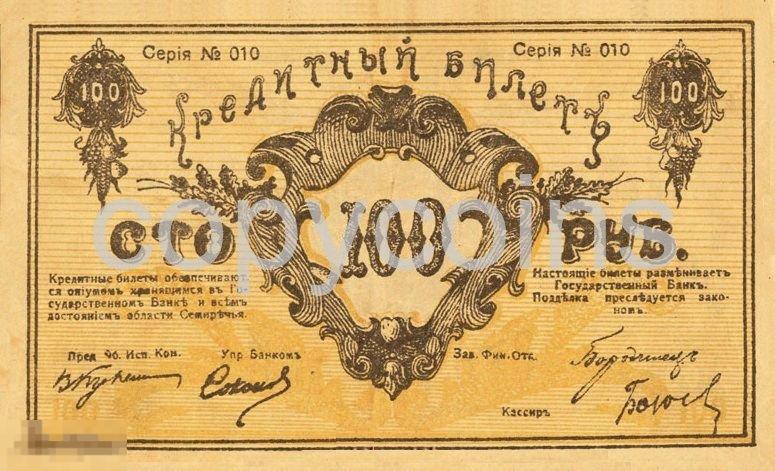 Серія № 010
Серія № 010
Кредитный Билетъ
100
100
copycoins
СТО 100 РУБ.
Кредитные билеты обезпечивают
ся опіумомъ хранящимся въ Го-
сударственномъ Банкѣ и всѣмъ
достояніемъ области Семирѣчья.
Настоящіе билеты размѣниваетъ
Государственный Банкъ.
Поддѣлка преслѣдуется зако-
номъ.
Пред Об. Исп. Ком.
Упр Банкомъ
Зав. Фин. Отд.
Кассиръ